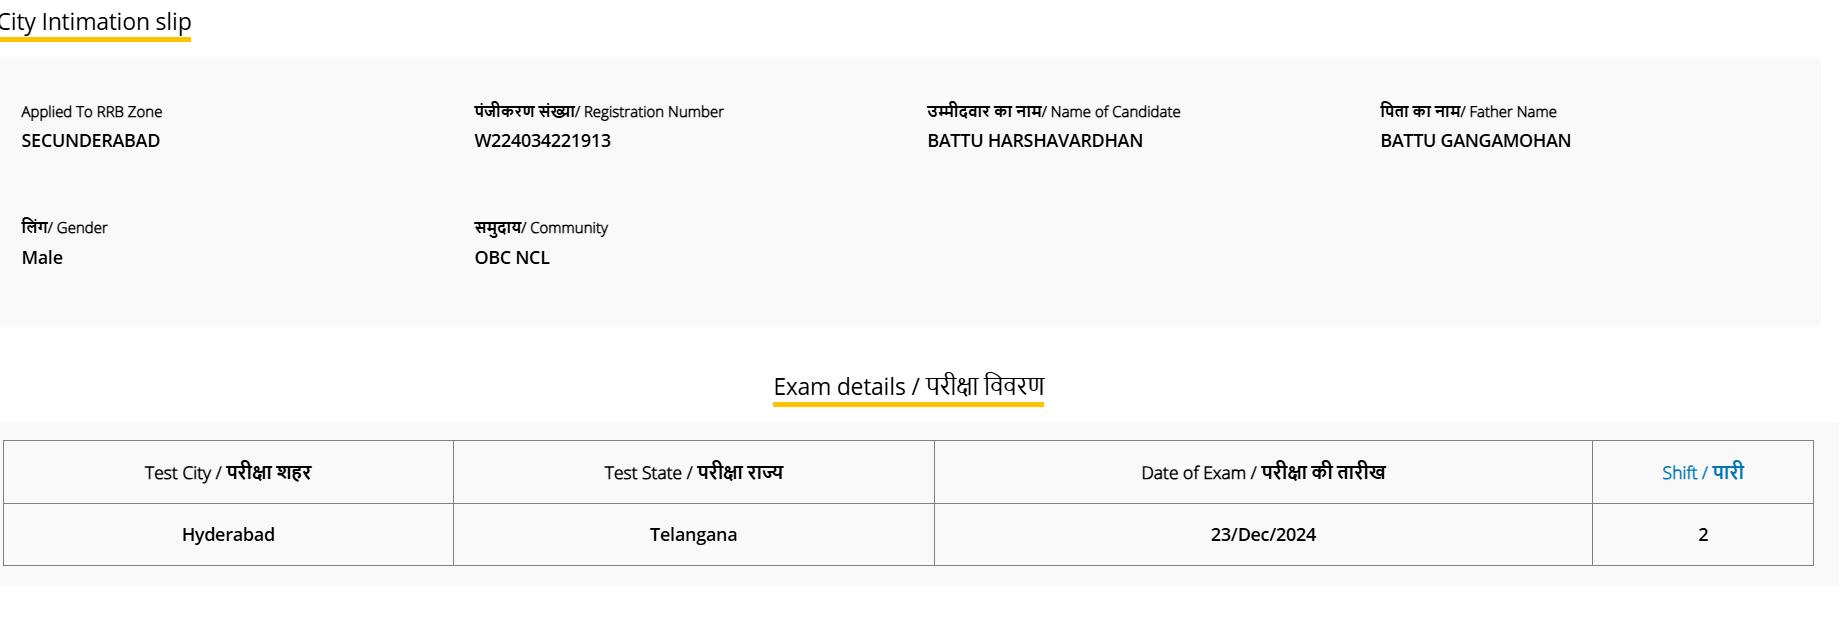 City Intimation slip
Applied To RRB Zone
SECUNDERABAD
पंजीकरण संख्या/ Registration Number
W224034221913
उम्मीदवार का नाम/ Name of Candidate
BATTU HARSHAVARDHAN
पिता का नाम/ Father Name
BATTU GANGAMOHAN
लिंग/ Gender
Male
समुदाय/ Community
OBC NCL
Exam details / परीक्षा विवरण
Test City / परीक्षा शहर
Test State / परीक्षा राज्य
Date of Exam / परीक्षा की तारीख
Shift / पारी
Hyderabad
Telangana
23/Dec/2024
2